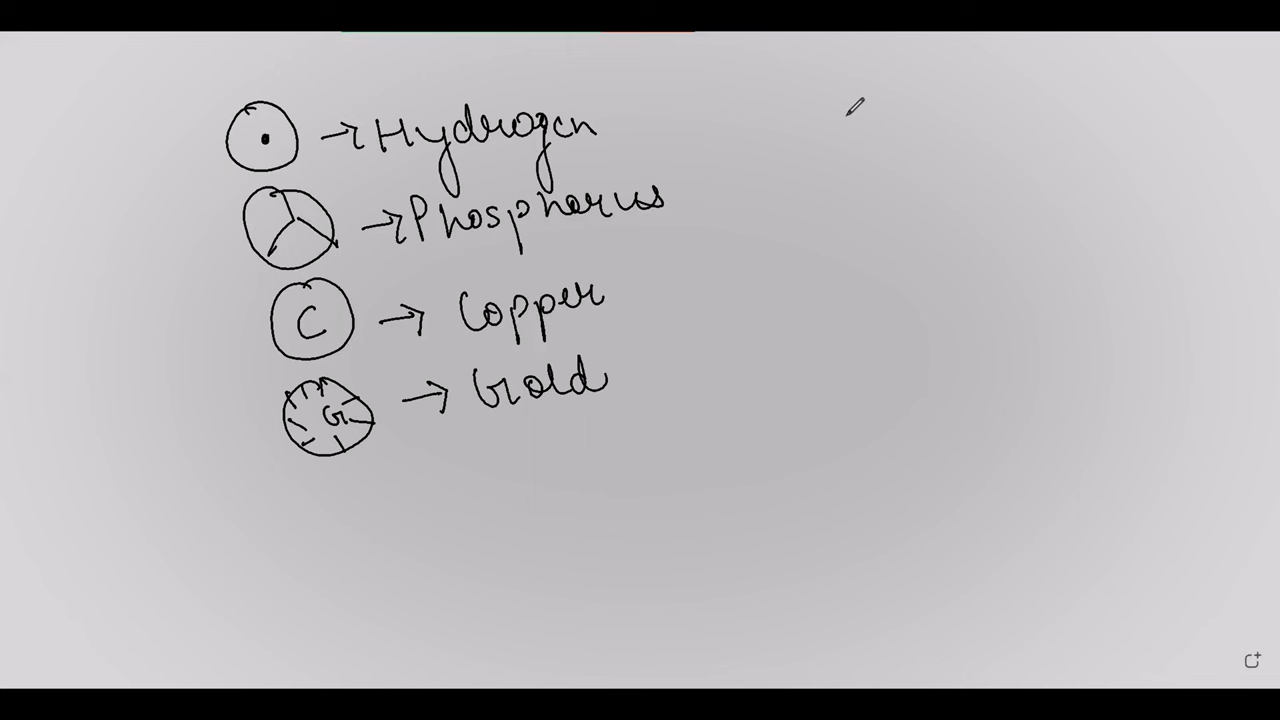 → Hydrogen
→ Phosphorus
C → Copper
G → Gold